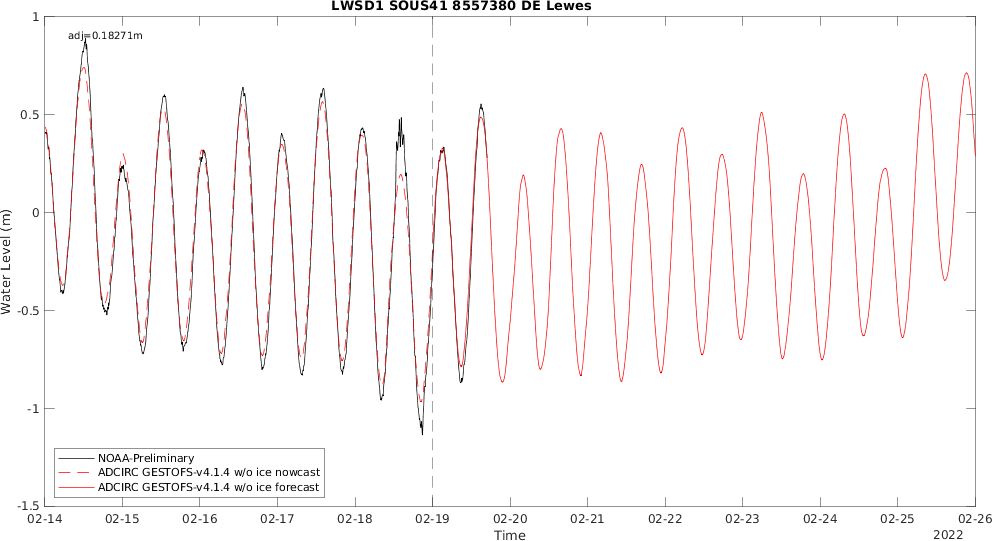 LWSD1 SOUS41 8557380 DE Lewes
adj=0.18271m
1
0.5
0
-0.5
-1
-1.5
Water Level (m)
NOAA-Preliminary
ADCIRC GESTOFS-v4.1.4 w/o ice nowcast
ADCIRC GESTOFS-v4.1.4 w/o ice forecast
02-14 02-15 02-16 02-17 02-18 02-19 02-20 02-21 02-22 02-23 02-24 02-25 02-26
Time
2022